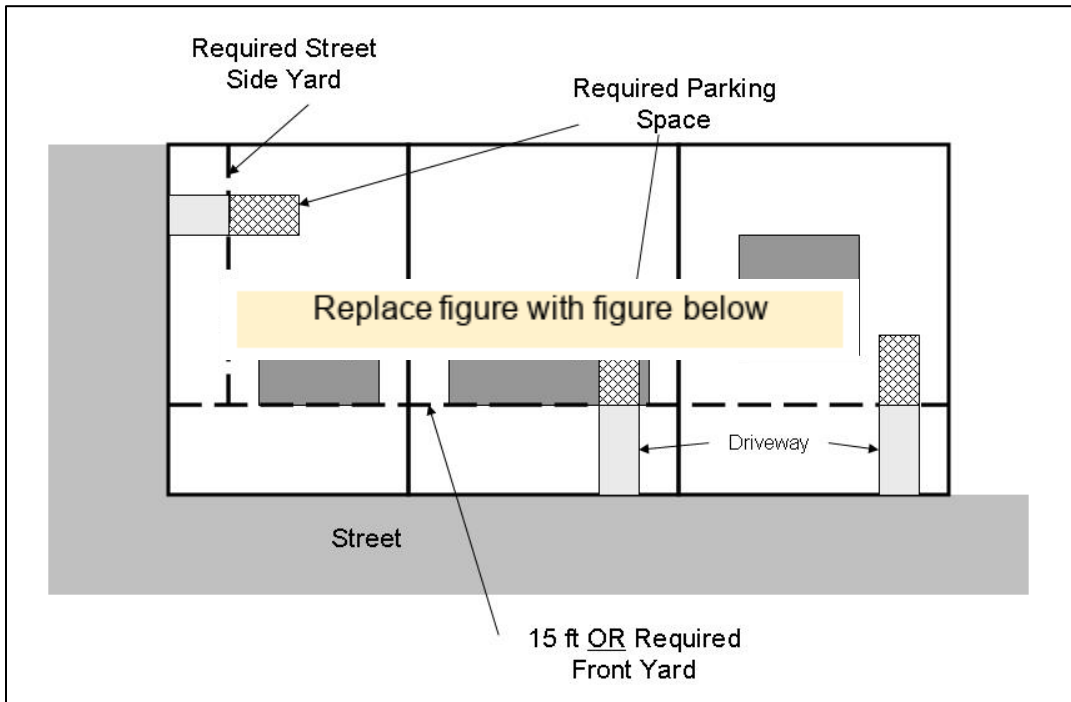 Required Street
Side Yard
Required Parking
Space
Replace figure with figure below
Driveway
Street
15 ft OR Required
Front Yard